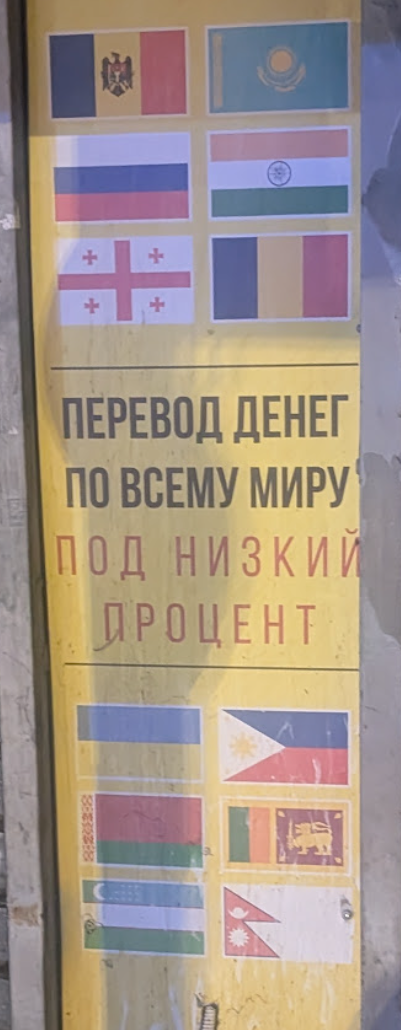 ПЕРЕВОД ДЕНЕГ
ПО ВСЕМУ МИРУ
ПОД НИЗКИЙ
ПРОЦЕНТ